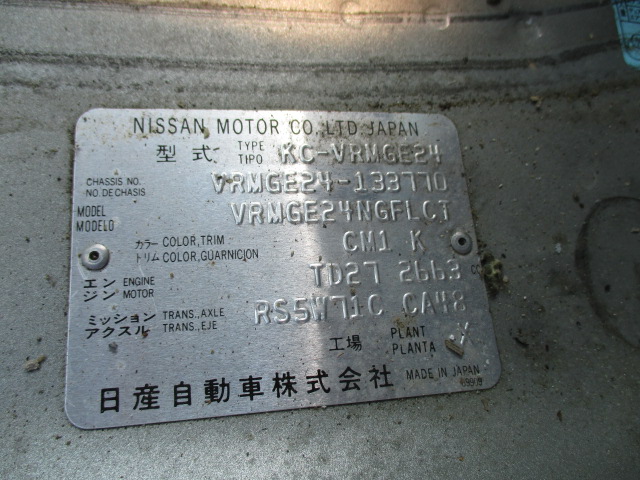 NISSAN MOTOR CO.,LTD.JAPAN
型式 TYPE TIPO KC-VRMGE24
CHASSIS NO. NO.DE CHASIS VRMGE24-133770
MODEL MODELO VRMGE24NGFLCT
カラー COLOR,TRIM トリム COLOR,GUARNICION CM1 K
エンジン ENGINE MOTOR TD27 2663 cc
ミッション TRANS.,AXLE アクスル TRANS.,EJE RS5W71C CA48
工場 PLANT PLANTA
日産自動車株式会社 MADE IN JAPAN